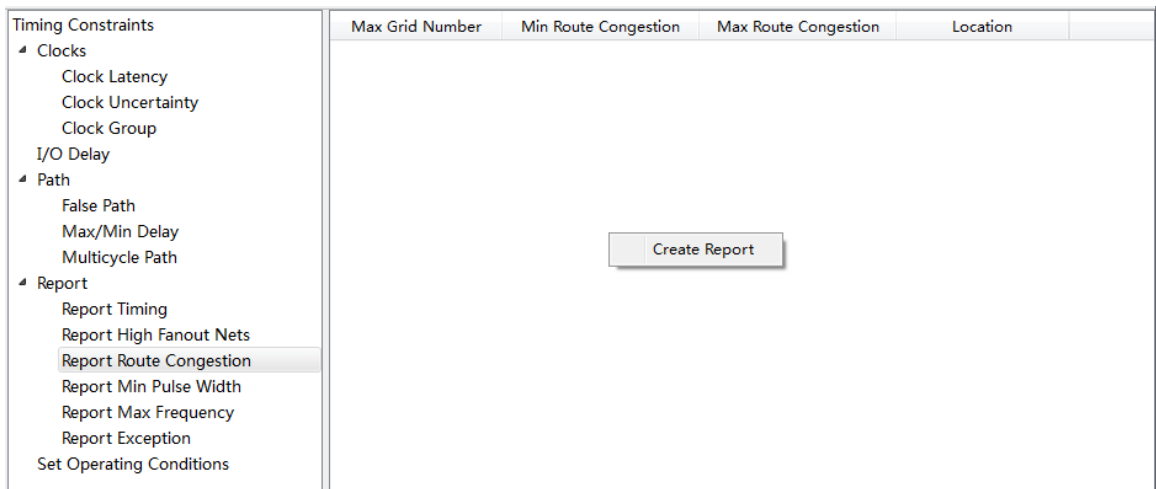 Timing Constraints
Clocks
Clock Latency
Clock Uncertainty
Clock Group
I/O Delay
Path
False Path
Max/Min Delay
Multicycle Path
Report
Report Timing
Report High Fanout Nets
Report Route Congestion
Report Min Pulse Width
Report Max Frequency
Report Exception
Set Operating Conditions
Max Grid Number Min Route Congestion Max Route Congestion Location
Create Report